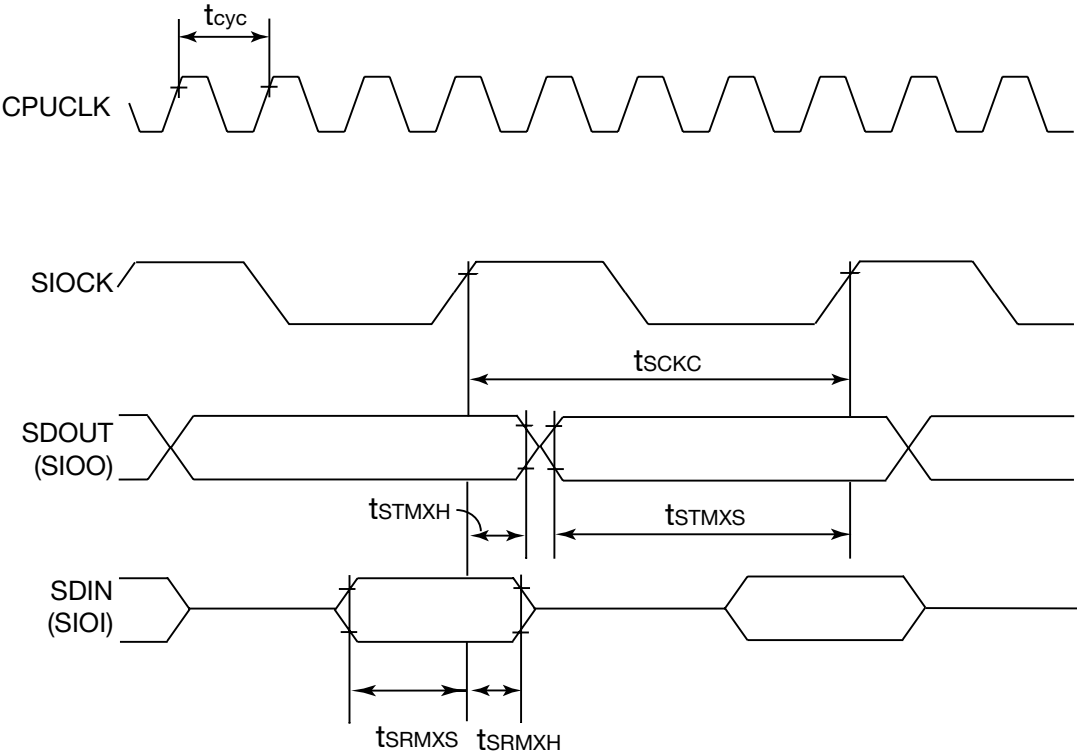 tcyc
CPUCLK
SIOCK
tSCKC
SDOUT
(SIOO)
tSTMXH
tSTMXS
SDIN
(SIOI)
tSRMXS
tSRMXH